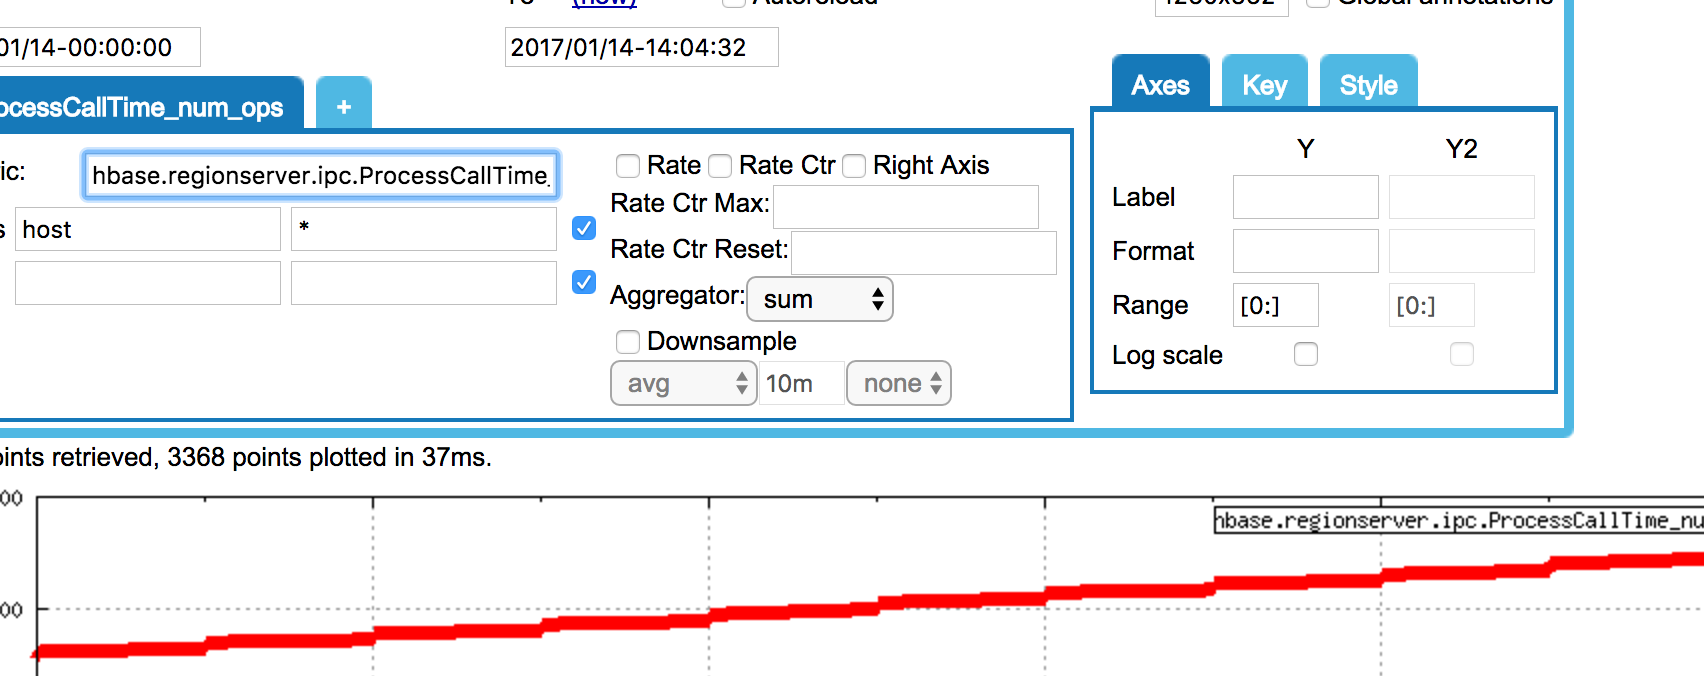 (now) Autoreload Global annotations
01/14-00:00:00 2017/01/14-14:04:32
ocessCallTime_num_ops +
Axes Key Style
ic: hbase.regionserver.ipc.ProcessCallTime_
s host *
Rate Rate Ctr Right Axis
Rate Ctr Max:
Rate Ctr Reset:
Aggregator: sum
Downsample
avg 10m none
Y Y2
Label
Format
Range [0:] [0:]
Log scale
oints retrieved, 3368 points plotted in 37ms.
00
hbase.regionserver.ipc.ProcessCallTime_nu
00